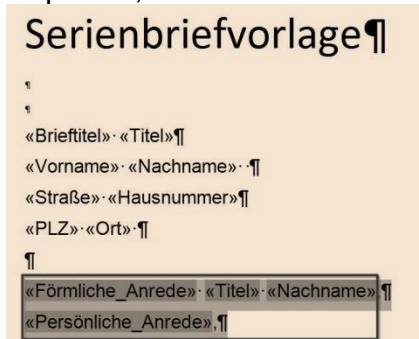 Serienbriefvorlage¶
¶
¶
«Brieftitel»·«Titel»¶
«Vorname»·«Nachname»··¶
«Straße»·«Hausnummer»¶
«PLZ»·«Ort»·¶
¶
«Förmliche_Anrede»·«Titel»·«Nachname»,¶
«Persönliche_Anrede»,¶